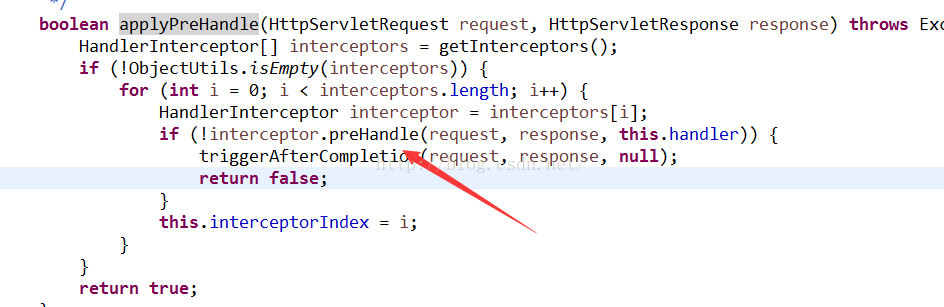 */
boolean applyPreHandle(HttpServletRequest request, HttpServletResponse response) throws Exc
HandlerInterceptor[] interceptors = getInterceptors();
if (!ObjectUtils.isEmpty(interceptors)) {
for (int i = 0; i < interceptors.length; i++) {
HandlerInterceptor interceptor = interceptors[i];
if (!interceptor.preHandle(request, response, this.handler)) {
triggerAfterCompletion(request, response, null);
http://blog.csdn.net/
return false;
}
this.interceptorIndex = i;
}
}
return true;
}